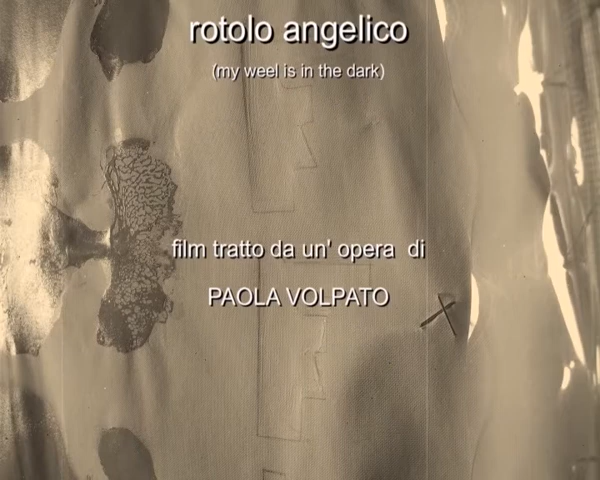 rotolo angelico
(my weel is in the dark)
film tratto da un' opera di
PAOLA VOLPATO